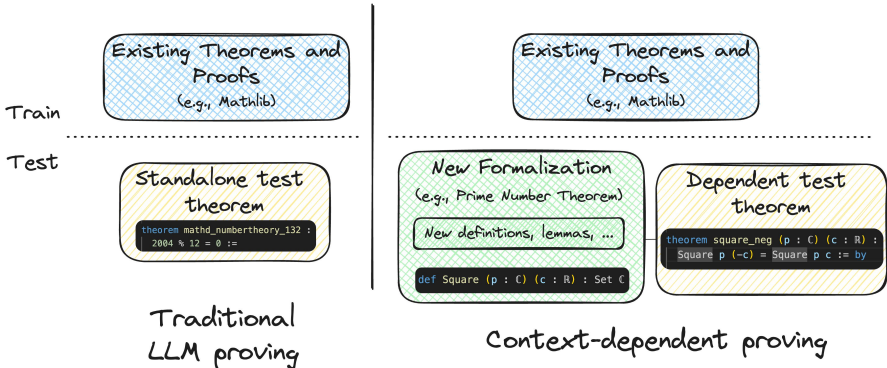 Existing Theorems and
Proofs
(e.g., Mathlib)
Existing Theorems and
Proofs
(e.g., Mathlib)
Train
Test
Standalone test
theorem
theorem mathd_numbertheory_132 :
2004 % 12 = 0 :=
New Formalization
(e.g., Prime Number Theorem)
New definitions, lemmas, ...
def Square (p : ℂ) (c : ℝ) : Set ℂ
Dependent test
theorem
theorem square_neg (p : ℂ) (c : ℝ) :
Square p (-c) = Square p c := by
Traditional
LLM proving
Context-dependent proving